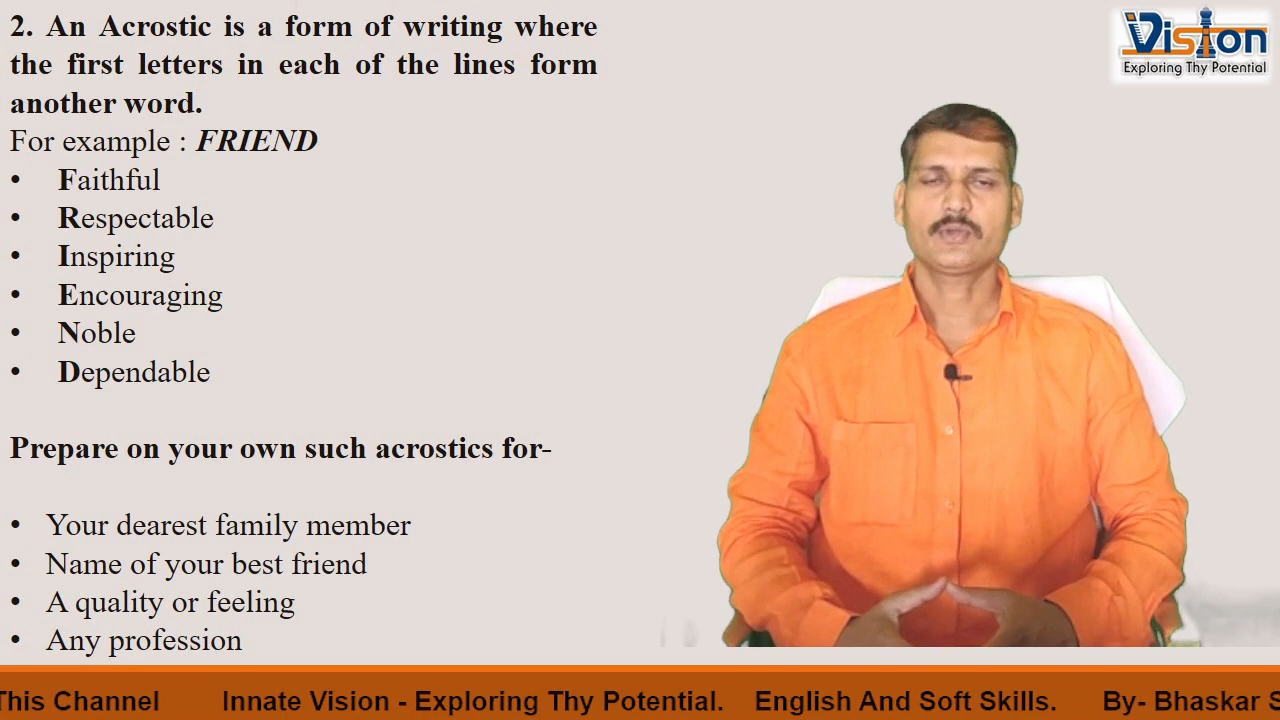 2. An Acrostic is a form of writing where
the first letters in each of the lines form
another word.
For example : FRIEND
• Faithful
• Respectable
• Inspiring
• Encouraging
• Noble
• Dependable
Prepare on your own such acrostics for-
• Your dearest family member
• Name of your best friend
• A quality or feeling
• Any profession
iVision
Exploring Thy Potential
This Channel Innate Vision - Exploring Thy Potential. English And Soft Skills. By- Bhaskar S